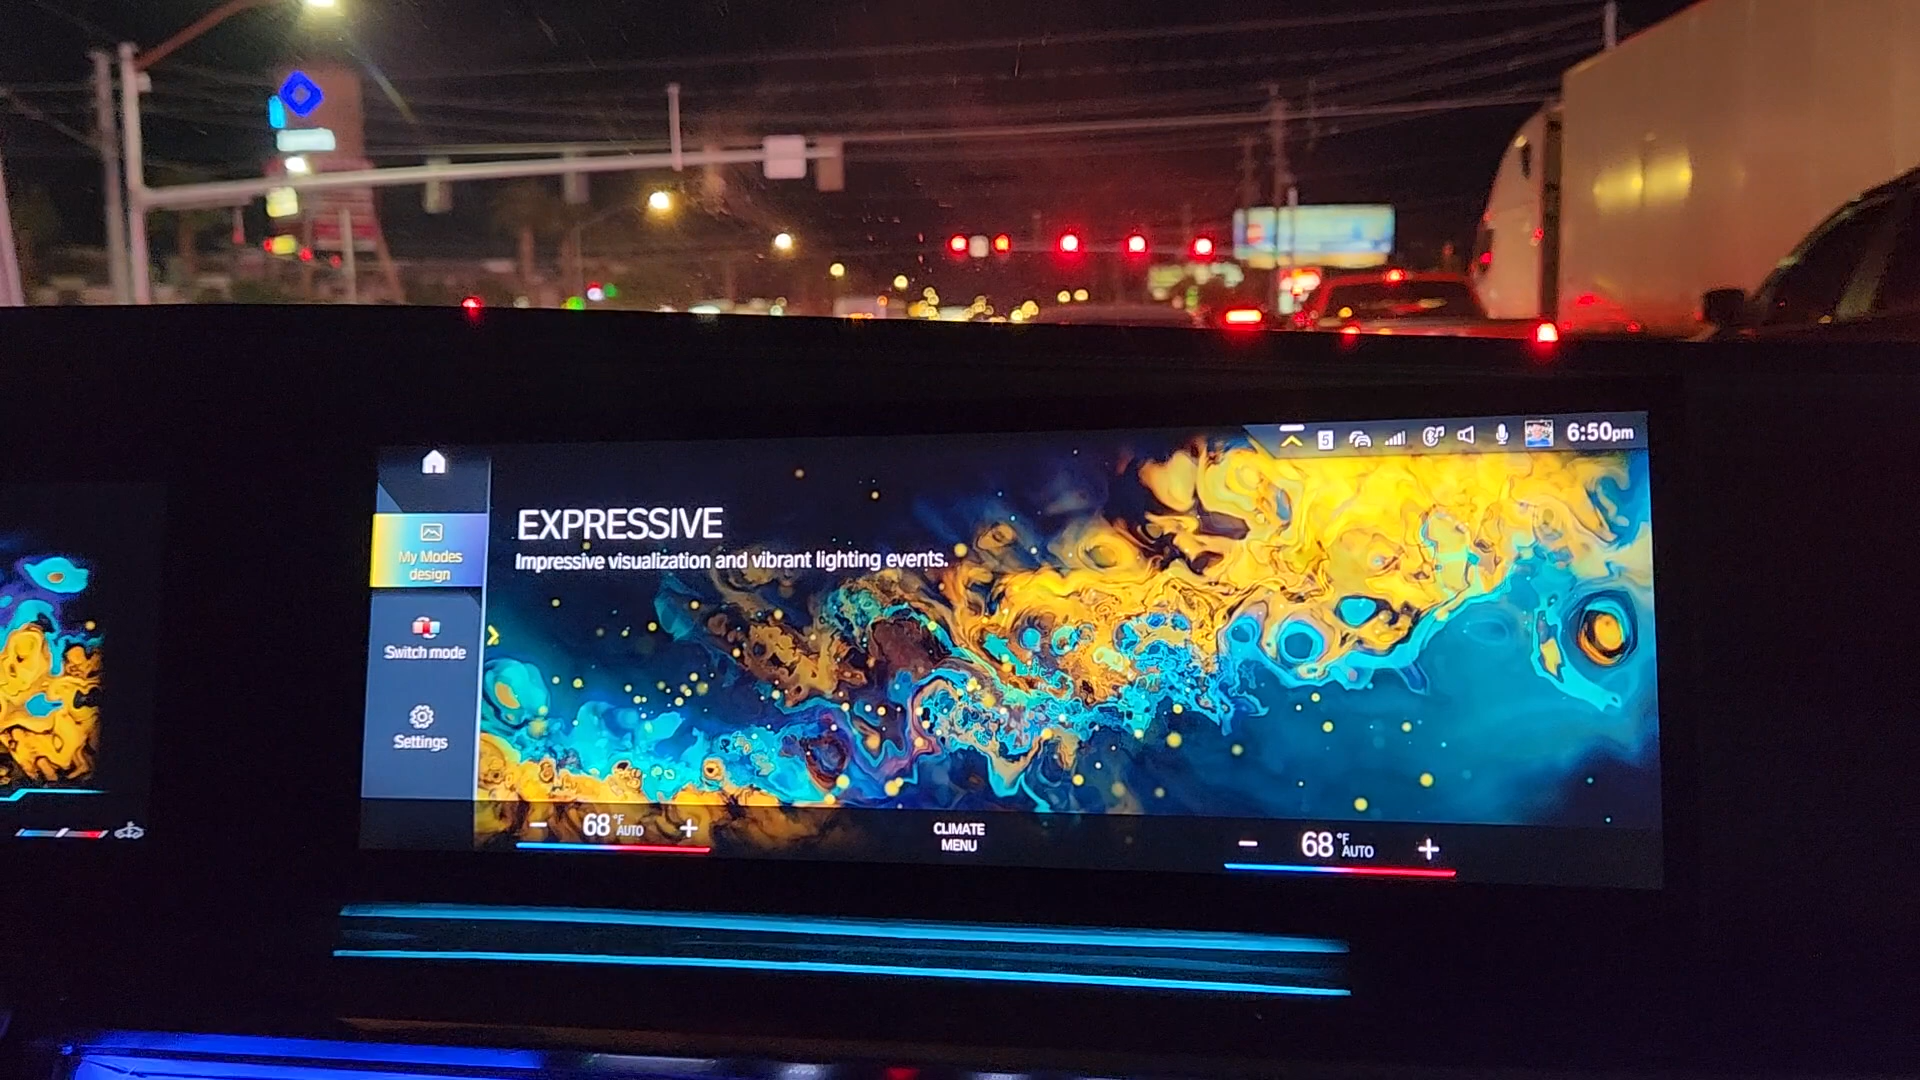 5
6:50pm
EXPRESSIVE
Impressive visualization and vibrant lighting events.
My Modes
design
Switch mode
Settings
68 °F AUTO
CLIMATE
MENU
68 °F AUTO